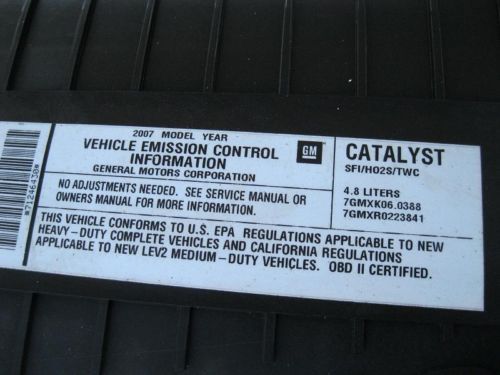 2007 MODEL YEAR
VEHICLE EMISSION CONTROL
INFORMATION
GENERAL MOTORS CORPORATION
GM
CATALYST
SFI/HO2S/TWC
NO ADJUSTMENTS NEEDED. SEE SERVICE MANUAL OR
OWNERS MANUAL FOR MORE INFORMATION.
4.8 LITERS
7GMXK06.0388
7GMXR0223841
THIS VEHICLE CONFORMS TO U.S. EPA REGULATIONS APPLICABLE TO NEW
HEAVY-DUTY COMPLETE VEHICLES AND CALIFORNIA REGULATIONS
APPLICABLE TO NEW LEV2 MEDIUM-DUTY VEHICLES. OBD II CERTIFIED.
*712246430*